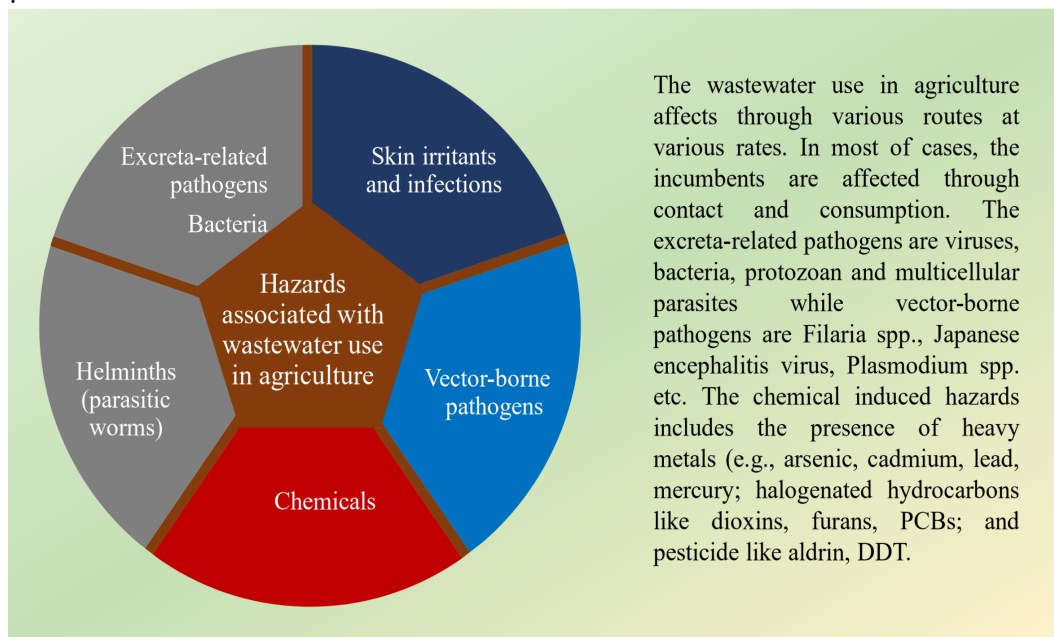 Excreta-related
pathogens
Bacteria
Skin irritants
and infections
Hazards
associated with
wastewater use
in agriculture
Helminths
(parasitic
worms)
Vector-borne
pathogens
Chemicals
The wastewater use in agriculture
affects through various routes at
various rates. In most of cases, the
incumbents are affected through
contact and consumption. The
excreta-related pathogens are viruses,
bacteria, protozoan and multicellular
parasites while vector-borne
pathogens are Filaria spp., Japanese
encephalitis virus, Plasmodium spp.
etc. The chemical induced hazards
includes the presence of heavy
metals (e.g., arsenic, cadmium, lead,
mercury; halogenated hydrocarbons
like dioxins, furans, PCBs; and
pesticide like aldrin, DDT.